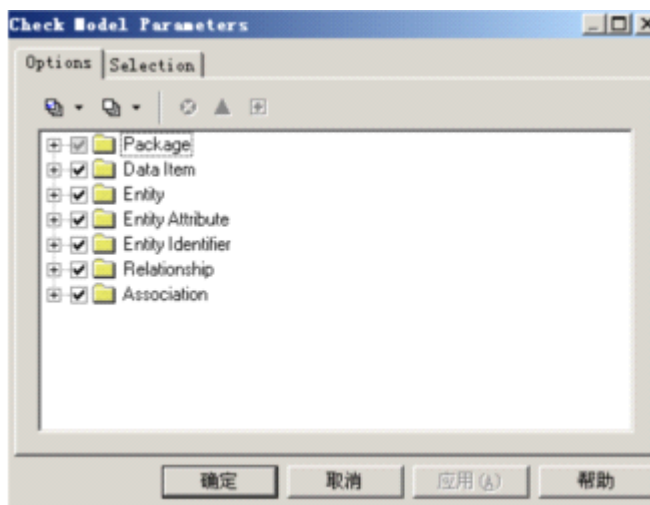 Check Model Parameters
Options Selection
Package
Data Item
Entity
Entity Attribute
Entity Identifier
Relationship
Association
确定 取消 应用(A) 帮助